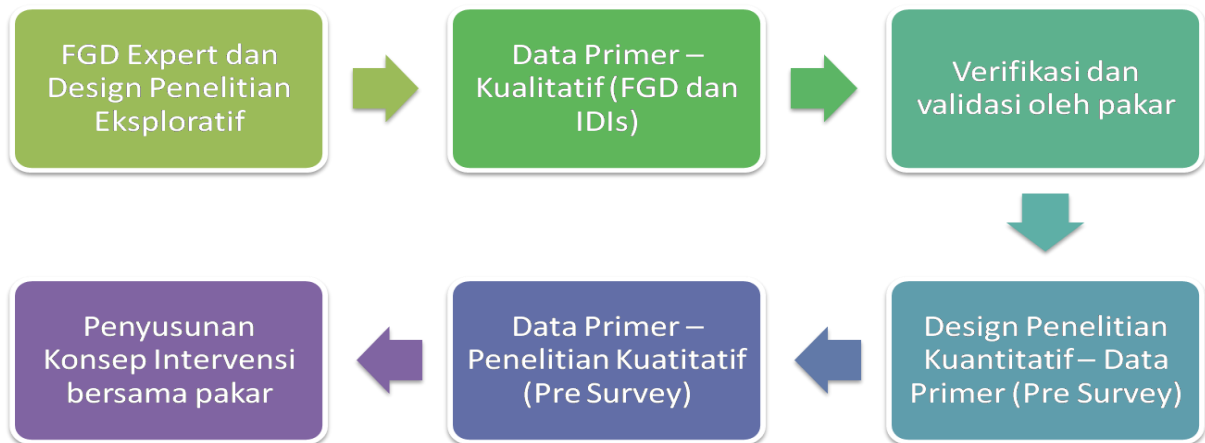 FGD Expert dan
Design Penelitian
Eksploratif
Data Primer –
Kualitatif (FGD dan
IDIs)
Verifikasi dan
validasi oleh pakar
Design Penelitian
Kuantitatif – Data
Primer (Pre Survey)
Data Primer –
Penelitian Kuatitatif
(Pre Survey)
Penyusunan
Konsep Intervensi
bersama pakar